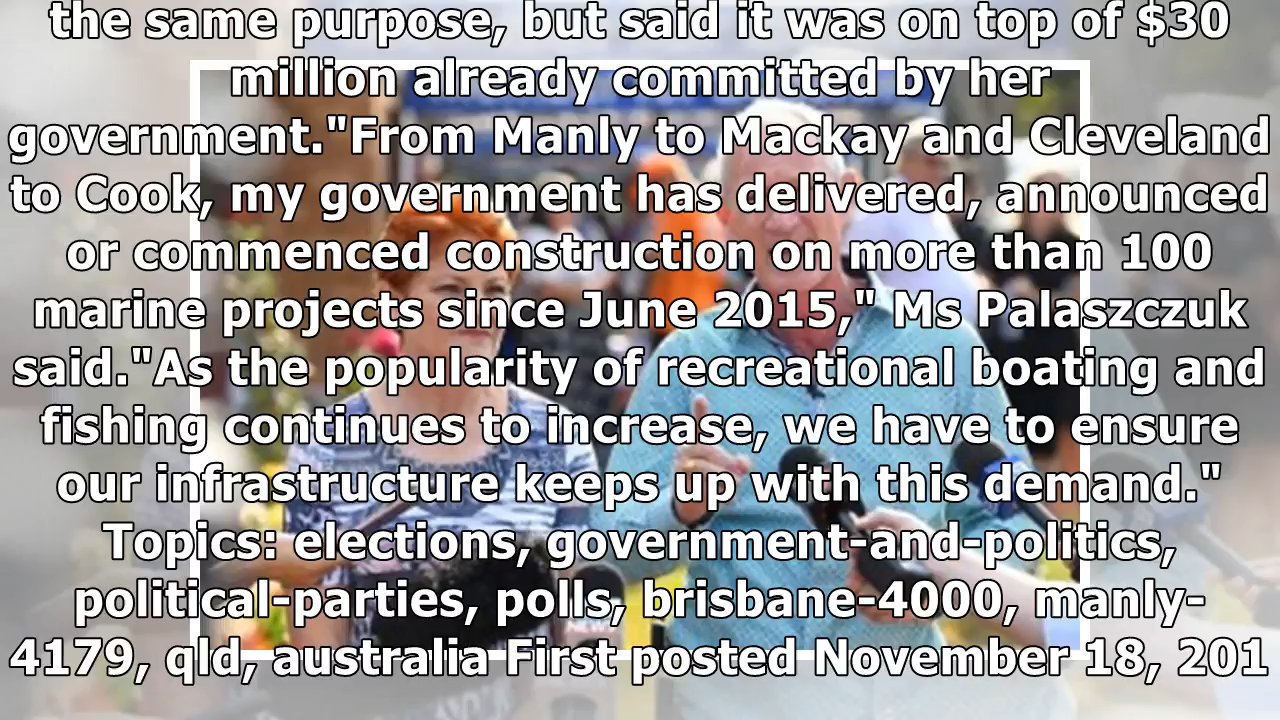 the same purpose, but said it was on top of $30
million already committed by her
government."From Manly to Mackay and Cleveland
to Cook, my government has delivered, announced
or commenced construction on more than 100
marine projects since June 2015," Ms Palaszczuk
said."As the popularity of recreational boating and
fishing continues to increase, we have to ensure
our infrastructure keeps up with this demand."
Topics: elections, government-and-politics,
political-parties, polls, brisbane-4000, manly-
4179, qld, australia First posted November 18, 201